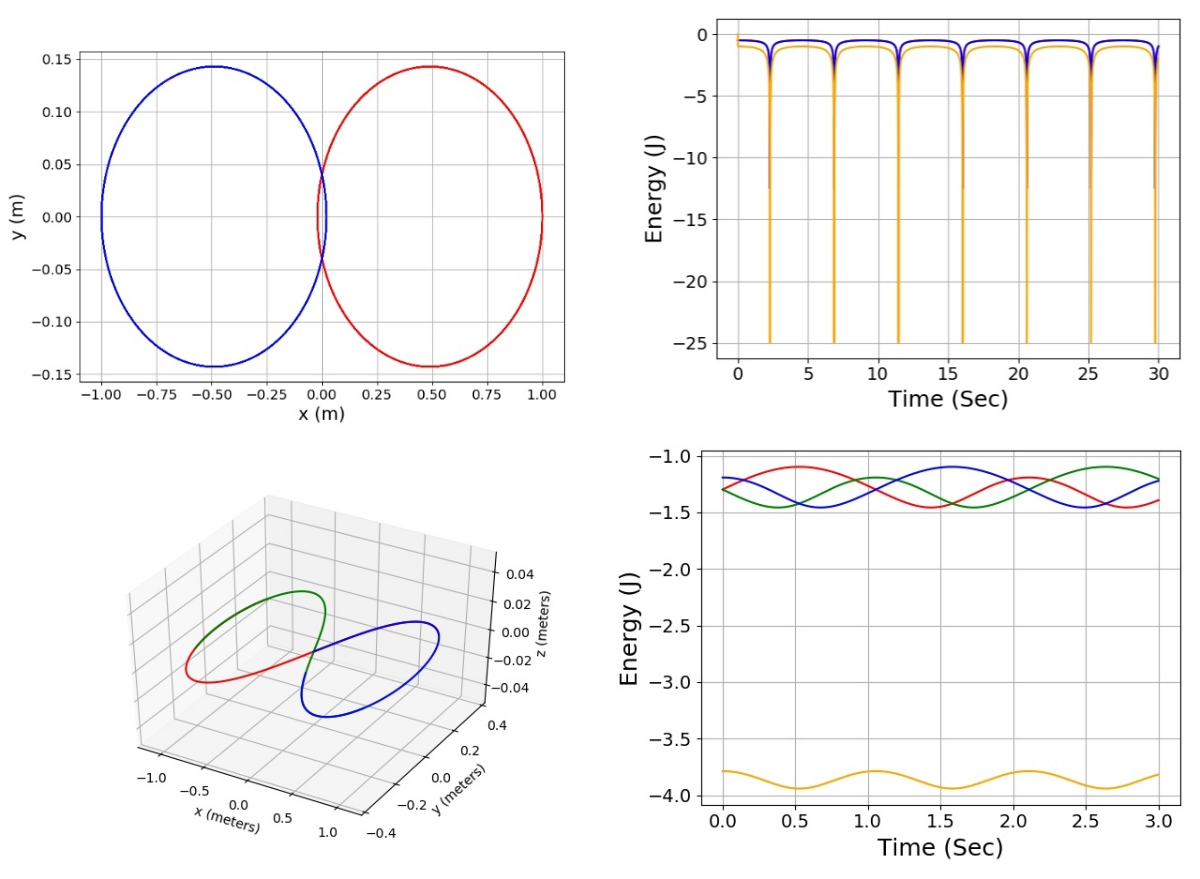 0.15
0.10
0.05
0.00
−0.05
−0.10
−0.15
y (m)
−1.00 −0.75 −0.50 −0.25 0.00 0.25 0.50 0.75 1.00
x (m)
0
−5
−10
−15
−20
−25
Energy (J)
0 5 10 15 20 25 30
Time (Sec)
0.04
0.02
0.00
−0.02
−0.04
z (meters)
0.4
0.2
0.0
−0.2
−0.4
y (meters)
−1.0
−0.5
0.0
0.5
1.0
x (meters)
−1.0
−1.5
−2.0
−2.5
−3.0
−3.5
−4.0
Energy (J)
0.0 0.5 1.0 1.5 2.0 2.5 3.0
Time (Sec)